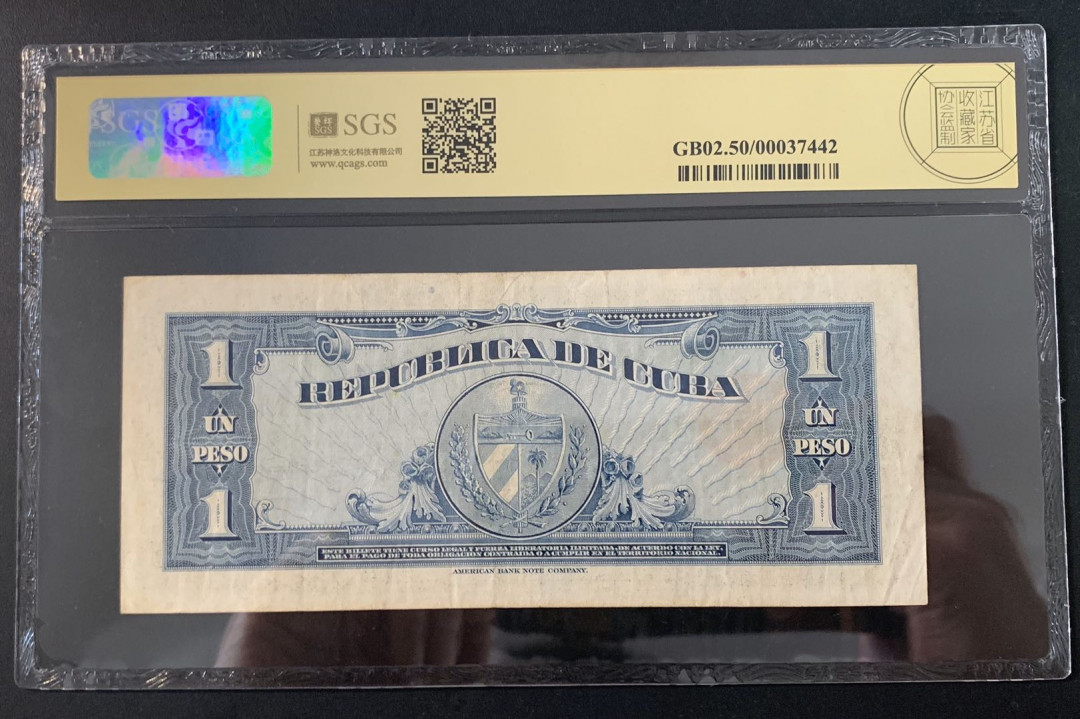 SGS
SGS
SGS
江苏神洛文化科技有限公司
www.qcags.com
GB02.50/00037442
江苏省
收藏家
协会监制
REPUBLICA DE CUBA
1
UN
PESO
1
1
UN
PESO
1
ESTE BILLETE TIENE CURSO LEGAL Y FUERZA LIBERATORIA ILIMITADA, DE ACUERDO CON LA LEY,
PARA EL PAGO DE TODA OBLIGACION CONTRAIDA O A CUMPLIR EN EL TERRITORIO NACIONAL.
AMERICAN BANK NOTE COMPANY.